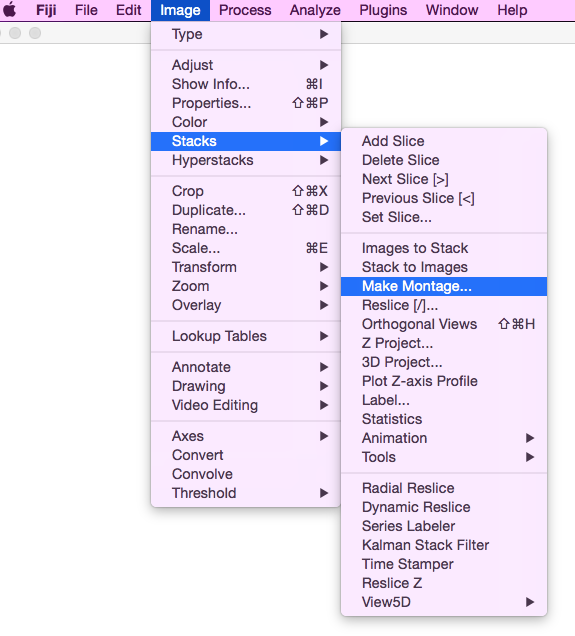 Fiji File Edit Image Process Analyze Plugins Window Help
Type
Adjust
Show Info... ⌘I
Properties... ⇧⌘P
Color
Stacks
Hyperstacks
Crop ⇧⌘X
Duplicate... ⇧⌘D
Rename...
Scale... ⌘E
Transform
Zoom
Overlay
Lookup Tables
Annotate
Drawing
Video Editing
Axes
Convert
Convolve
Threshold
Add Slice
Delete Slice
Next Slice [>]
Previous Slice [<]
Set Slice...
Images to Stack
Stack to Images
Make Montage...
Reslice [/]...
Orthogonal Views ⇧⌘H
Z Project...
3D Project...
Plot Z-axis Profile
Label...
Statistics
Animation
Tools
Radial Reslice
Dynamic Reslice
Series Labeler
Kalman Stack Filter
Time Stamper
Reslice Z
View5D